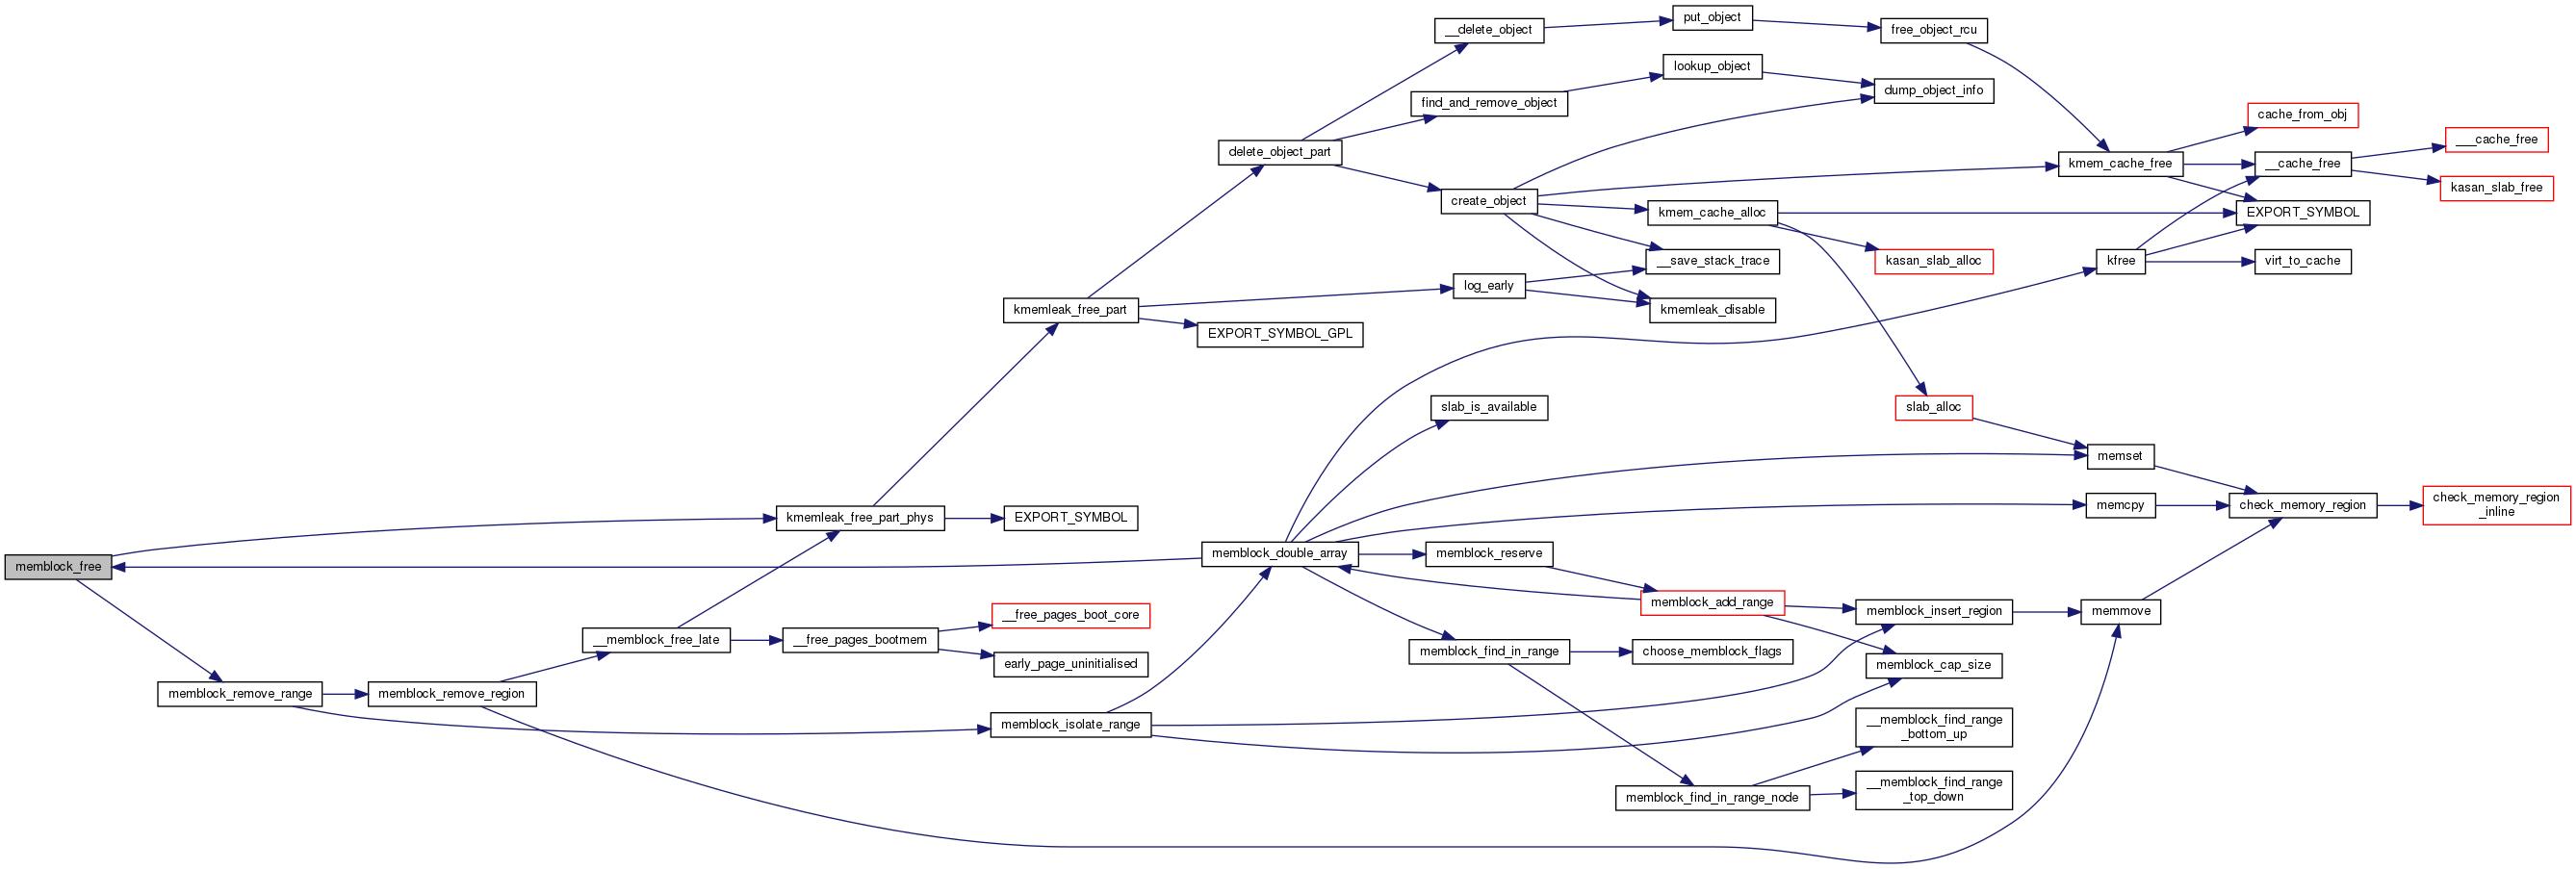 memblock_free
memblock_remove_range
memblock_remove_region
__memblock_free_late
kmemleak_free_part_phys
__free_pages_bootmem
kmemleak_free_part
EXPORT_SYMBOL
__free_pages_boot_core
early_page_uninitialised
memblock_isolate_range
delete_object_part
EXPORT_SYMBOL_GPL
memblock_double_array
__delete_object
find_and_remove_object
create_object
log_early
slab_is_available
memblock_reserve
memblock_find_in_range
put_object
lookup_object
kmem_cache_alloc
__save_stack_trace
kmemleak_disable
memblock_add_range
choose_memblock_flags
memblock_find_in_range_node
free_object_rcu
dump_object_info
kasan_slab_alloc
slab_alloc
memblock_insert_region
memblock_cap_size
__memblock_find_range
_bottom_up
__memblock_find_range
_top_down
kmem_cache_free
kfree
memset
memcpy
memmove
cache_from_obj
__cache_free
EXPORT_SYMBOL
virt_to_cache
check_memory_region
___cache_free
kasan_slab_free
check_memory_region
_inline